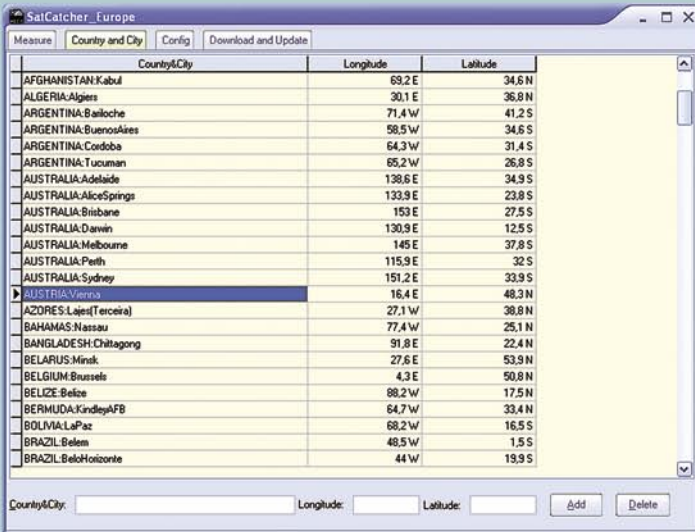 SatCatcher_Europe
Measure Country and City Config Download and Update
Country&City Longitude Latitude
AFGHANISTAN:Kabul 69,2 E 34,6 N
ALGERIA:Algiers 30,1 E 36,8 N
ARGENTINA:Bariloche 71,4 W 41,2 S
ARGENTINA:BuenosAires 58,5 W 34,6 S
ARGENTINA:Cordoba 64,3 W 31,4 S
ARGENTINA:Tucuman 65,2 W 26,8 S
AUSTRALIA:Adelaide 138,6 E 34,9 S
AUSTRALIA:AliceSprings 133,9 E 23,8 S
AUSTRALIA:Brisbane 153 E 27,5 S
AUSTRALIA:Darwin 130,9 E 12,5 S
AUSTRALIA:Melbourne 145 E 37,8 S
AUSTRALIA:Perth 115,9 E 32 S
AUSTRALIA:Sydney 151,2 E 33,9 S
AUSTRIA:Vienna 16,4 E 48,3 N
AZORES:Lajes(Terceira) 27,1 W 38,8 N
BAHAMAS:Nassau 77,4 W 25,1 N
BANGLADESH:Chittagong 91,8 E 22,4 N
BELARUS:Minsk 27,6 E 53,9 N
BELGIUM:Brussels 4,3 E 50,8 N
BELIZE:Belize 88,2 W 17,5 N
BERMUDA:KindleyAFB 64,7 W 33,4 N
BOLIVIA:LaPaz 68,2 W 16,5 S
BRAZIL:Belem 48,5 W 1,5 S
BRAZIL:BeloHorizonte 44 W 19,9 S
Country&City: Longitude: Latitude: Add Delete